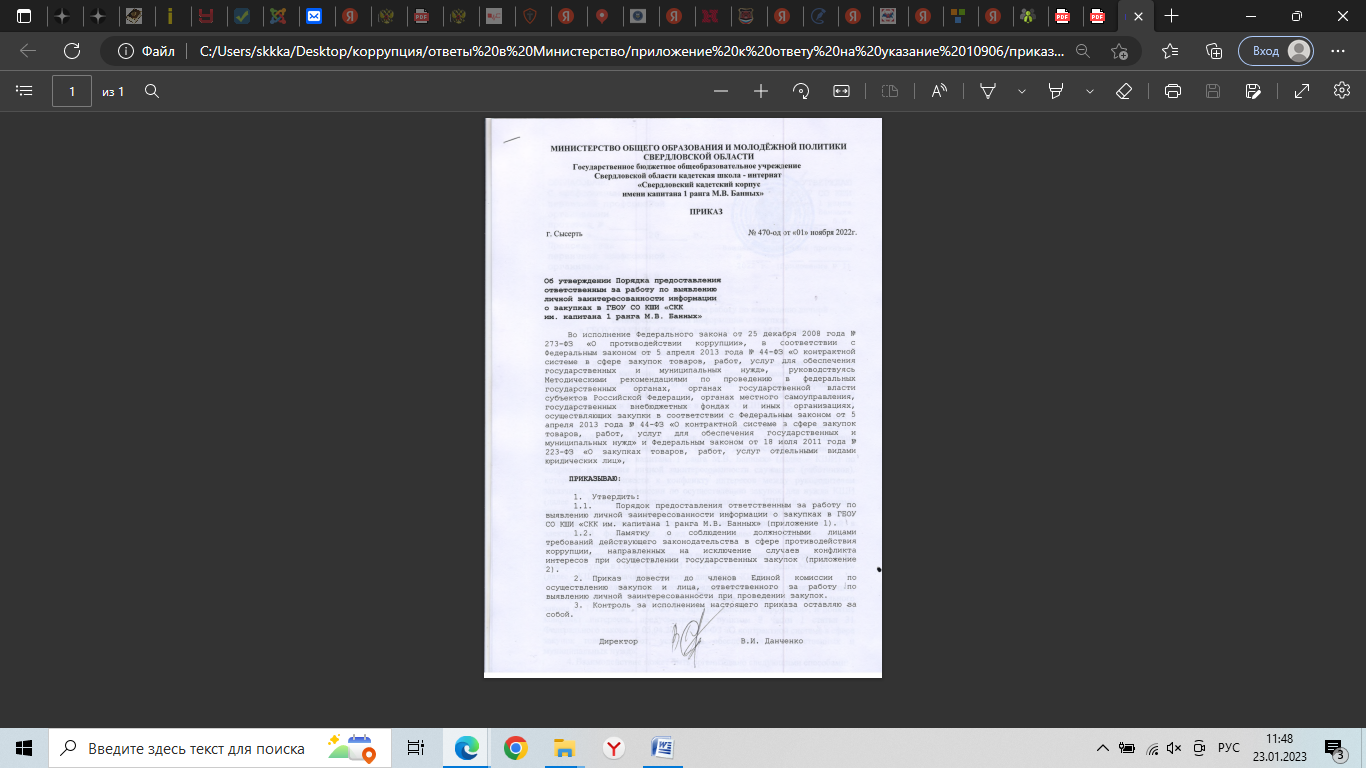 Файл
C:/Users/skkka/Desktop/коррупция/ответы%20в%20Министерство/приложение%20к%20ответу%20на%20указание%2010906/приказ...
Вход
1 из 1
МИНИСТЕРСТВО ОБЩЕГО ОБРАЗОВАНИЯ И МОЛОДЁЖНОЙ ПОЛИТИКИ
СВЕРДЛОВСКОЙ ОБЛАСТИ
Государственное бюджетное общеобразовательное учреждение
Свердловской области кадетская школа - интернат
«Свердловский кадетский корпус
имени капитана 1 ранга М.В. Банных»
ПРИКАЗ
г. Сысерть
№ 470-од от «01» ноября 2022г.
Об утверждении Порядка предоставления
ответственным за работу по выявлению
личной заинтересованности информации
о закупках в ГБОУ СО КШИ «СКК
им. капитана 1 ранга М.В. Банных»
Во исполнение Федерального закона от 25 декабря 2008 года №
273-ФЗ «О противодействии коррупции», в соответствии с
Федеральным законом от 5 апреля 2013 года № 44-ФЗ «О контрактной
системе в сфере закупок товаров, работ, услуг для обеспечения
государственных и муниципальных нужд», руководствуясь
Методическими рекомендациями по проведению в федеральных
государственных органах, органах государственной власти
субъектов Российской Федерации, органах местного самоуправления,
государственных внебюджетных фондах и иных организациях,
осуществляющих закупки в соответствии с Федеральным законом от 5
апреля 2013 года № 44-ФЗ «О контрактной системе в сфере закупок
товаров, работ, услуг для обеспечения государственных и
муниципальных нужд» и Федеральным законом от 18 июля 2011 года №
223-ФЗ «О закупках товаров, работ, услуг отдельными видами
юридических лиц»,
ПРИКАЗЫВАЮ:
1. Утвердить:
1.1. Порядок предоставления ответственным за работу по
выявлению личной заинтересованности информации о закупках в ГБОУ
СО КШИ «СКК им. капитана 1 ранга М.В. Банных» (приложение 1).
1.2. Памятку о соблюдении должностными лицами
требований действующего законодательства в сфере противодействия
коррупции, направленных на исключение случаев конфликта
интересов при осуществлении государственных закупок (приложение
2).
2. Приказ довести до членов Единой комиссии по
осуществлению закупок и лица, ответственного за работу по
выявлению личной заинтересованности при проведении закупок.
3. Контроль за исполнением настоящего приказа оставляю за
собой.
Директор
В.И. Данченко
Введите здесь текст для поиска
РУС
11:48
23.01.2023
3